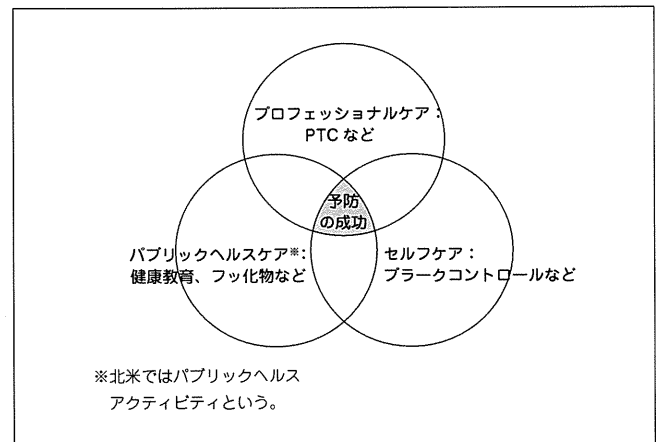 プロフェッショナルケア：
PTC など
予防
の成功
パブリックヘルスケア※：
健康教育、フッ化物など
セルフケア：
プラークコントロールなど
※北米ではパブリックヘルス
アクティビティという。